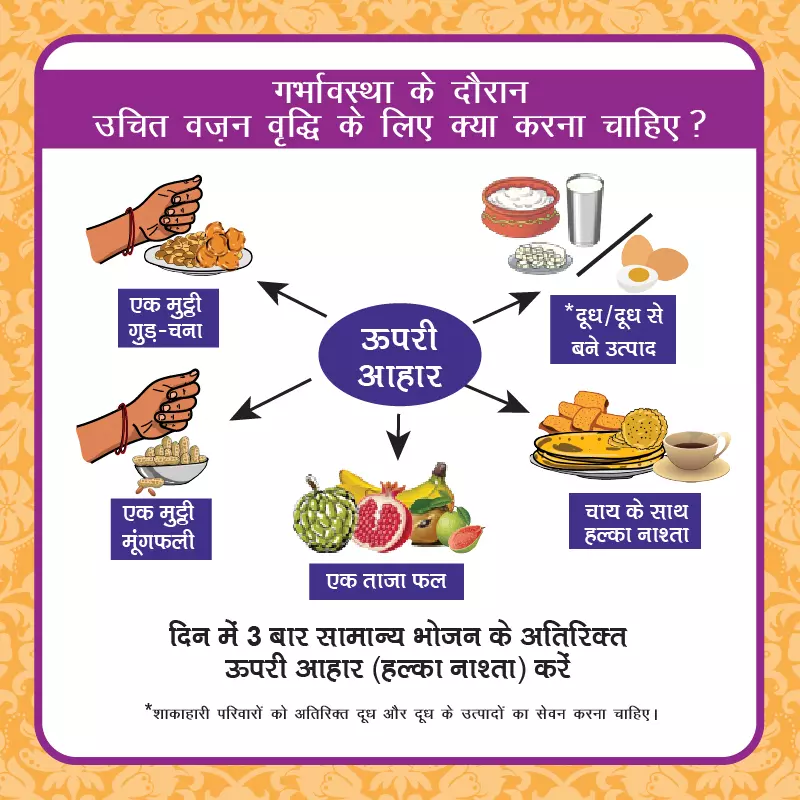 गर्भावस्था के दौरान
उचित वज़न वृद्धि के लिए क्या करना चाहिए ?
एक मुट्ठी
गुड़-चना
ऊपरी
आहार
*दूध/दूध से
बने उत्पाद
एक मुट्ठी
मूंगफली
चाय के साथ
हल्का नाश्ता
एक ताजा फल
दिन में 3 बार सामान्य भोजन के अतिरिक्त
ऊपरी आहार (हल्का नाश्ता) करें
*शाकाहारी परिवारों को अतिरिक्त दूध और दूध के उत्पादों का सेवन करना चाहिए।